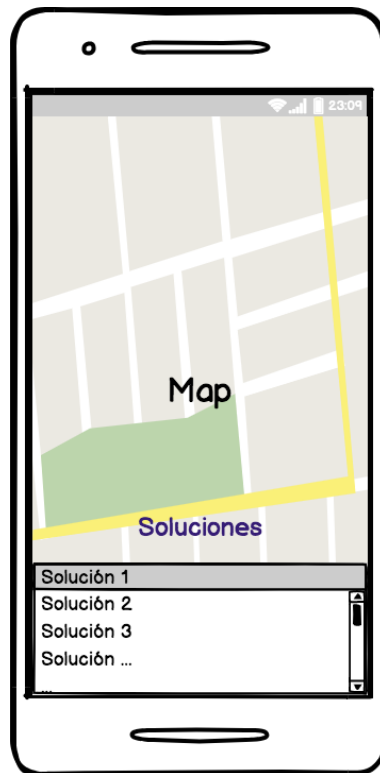 23:09
Map
Soluciones
Solución 1
Solución 2
Solución 3
Solución ...
...